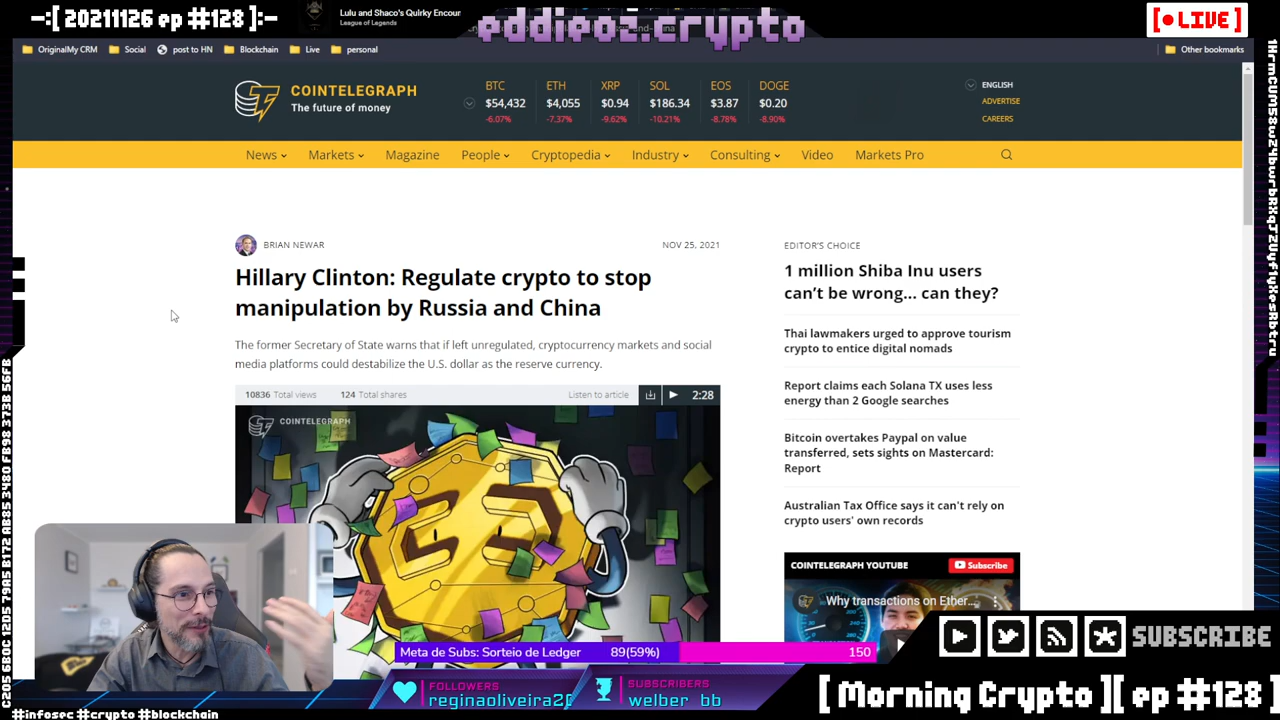 -:[ 20211126 ep #128 ]:-
Lulu and Shaco's Quirky Encoun
League of Legends
eddieoz.crypto
[ LIVE ]
OriginalMy CRM
Social
post to HN
Blockchain
Live
personal
Other bookmarks
COINTELEGRAPH
The future of money
BTC ETH XRP SOL EOS DOGE
$54,432 $4,055 $0.94 $186.34 $3.87 $0.20
-6.07% -7.37% -9.62% -10.21% -8.78% -8.90%
ENGLISH
ADVERTISE
CAREERS
News Markets Magazine People Cryptopedia Industry Consulting Video Markets Pro
BRIAN NEWAR
NOV 25, 2021
Hillary Clinton: Regulate crypto to stop
manipulation by Russia and China
The former Secretary of State warns that if left unregulated, cryptocurrency markets and social
media platforms could destabilize the U.S. dollar as the reserve currency.
10836 Total views 124 Total shares Listen to article 2:28
COINTELEGRAPH
EDITOR'S CHOICE
1 million Shiba Inu users
can't be wrong... can they?
Thai lawmakers urged to approve tourism
crypto to entice digital nomads
Report claims each Solana TX uses less
energy than 2 Google searches
Bitcoin overtakes Paypal on value
transferred, sets sights on Mastercard:
Report
Australian Tax Office says it can't rely on
crypto users' own records
COINTELEGRAPH YOUTUBE
Subscribe
Why transactions on Ether...
Meta de Subs: Sorteio de Ledger 89(59%) 150
FOLLOWERS
reginaoliveira20
SUBSCRIBERS
welber_bb
SUBSCRIBE
[ Morning Crypto ][ ep #128 ]
#infosec #crypto #blockchain